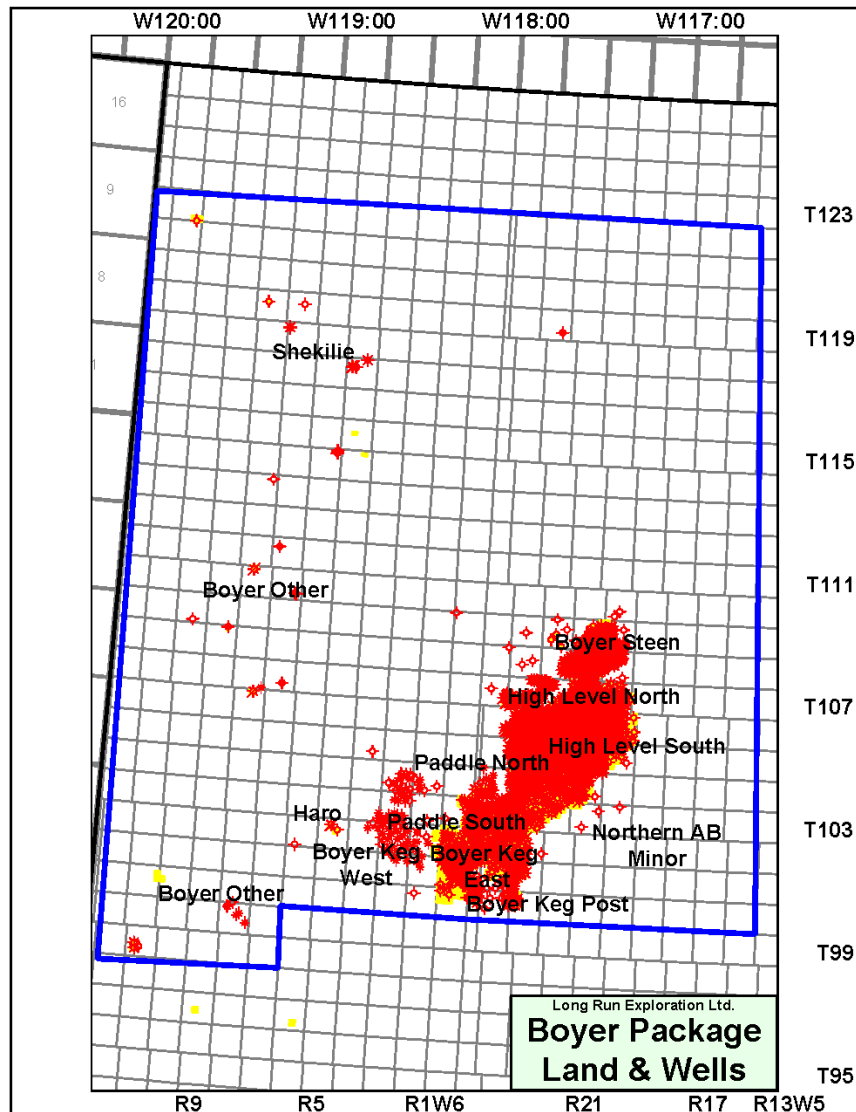 W120:00 W119:00 W118:00 W117:00
16
9
T123
8
T119
Shekilie
T115
T111
Boyer Other
Boyer Steen
High Level North
T107
High Level South
Paddle North
Haro
Paddle South
T103
Northern AB
Minor
Boyer Keg
West
Boyer Keg
East
Boyer Other
Boyer Keg Post
T99
Long Run Exploration Ltd.
Boyer Package
Land & Wells
T95
R9 R5 R1W6 R21 R17 R13W5